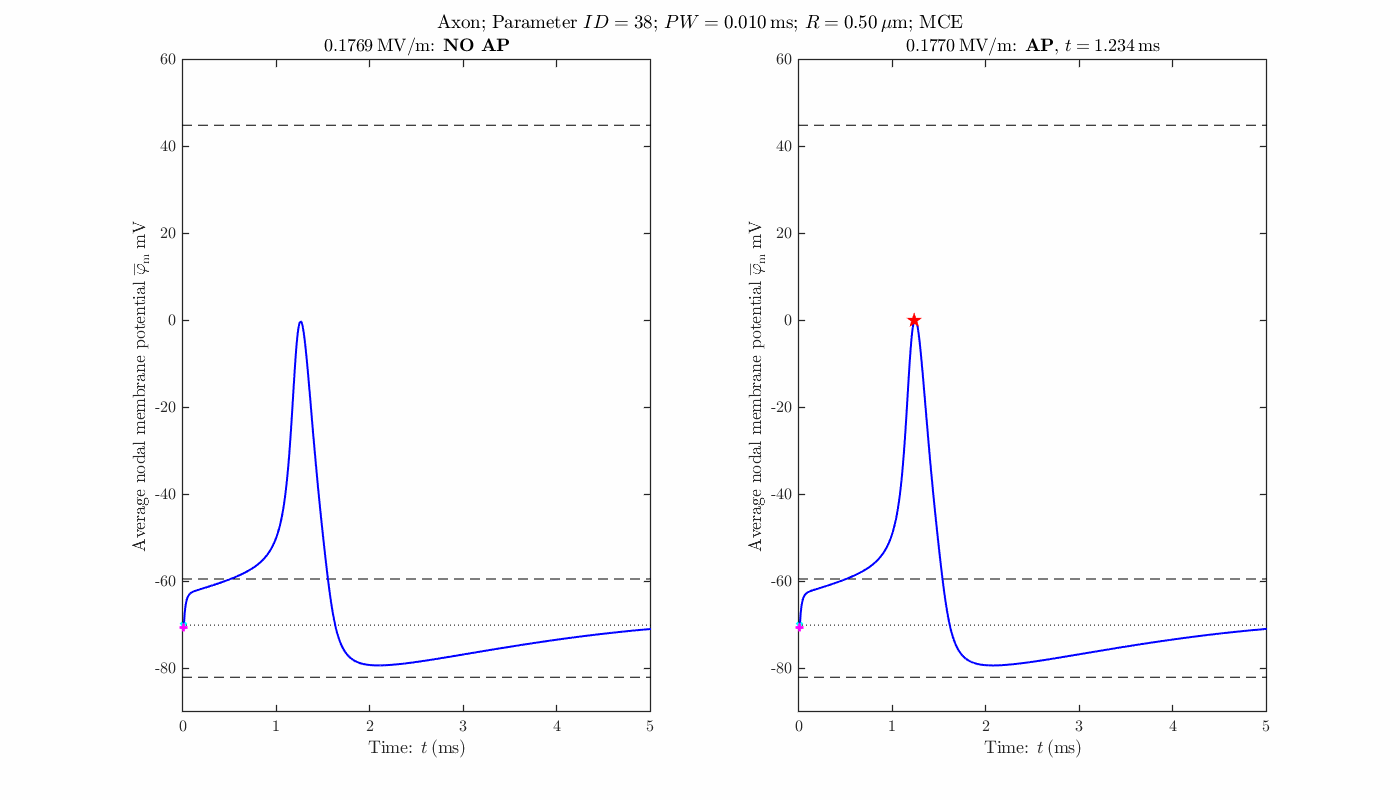 Axon; Parameter ID = 38; PW = 0.010 ms; R = 0.50 μm; MCE
0.1769 MV/m: NO AP
60
40
20
0
-20
-40
-60
-80
0 1 2 3 4 5
Time: t (ms)
Average nodal membrane potential φ̅m mV
0.1770 MV/m: AP, t = 1.234 ms
60
40
20
0
-20
-40
-60
-80
0 1 2 3 4 5
Time: t (ms)
Average nodal membrane potential φ̅m mV